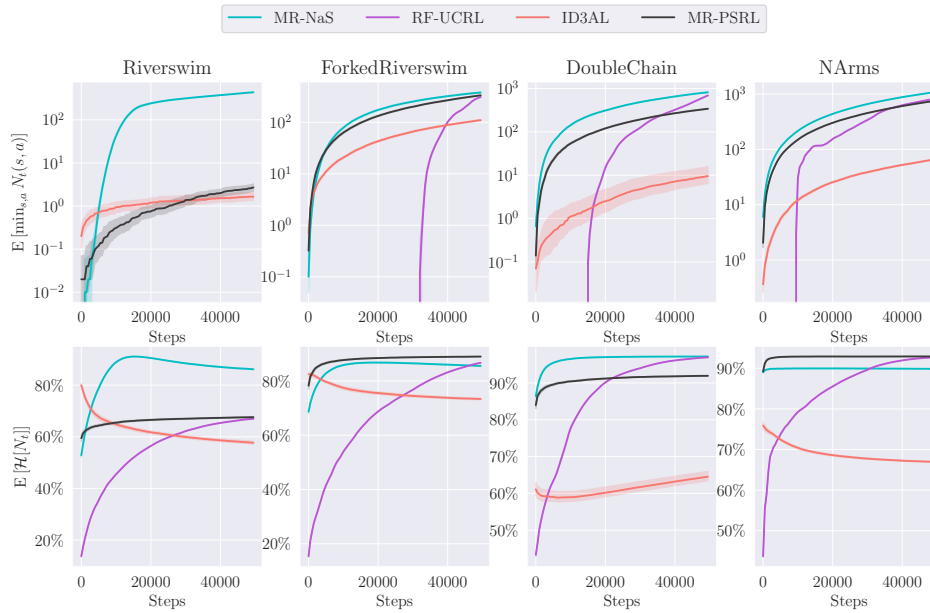 MR-NaS RF-UCRL ID3AL MR-PSRL
Riverswim ForkedRiverswim DoubleChain NArms
E [min_{s,a} N_t(s, a)]
10^2
10^1
10^0
10^{-1}
10^{-2}
0 20000 40000
Steps
10^2
10^1
10^0
10^{-1}
0 20000 40000
Steps
10^3
10^2
10^1
10^0
10^{-1}
0 20000 40000
Steps
10^3
10^2
10^1
10^0
0 20000 40000
Steps
E [\mathcal{H}[N_t]]
80%
60%
40%
20%
0 20000 40000
Steps
80%
60%
40%
20%
0 20000 40000
Steps
90%
80%
70%
60%
50%
0 20000 40000
Steps
90%
80%
70%
60%
50%
0 20000 40000
Steps